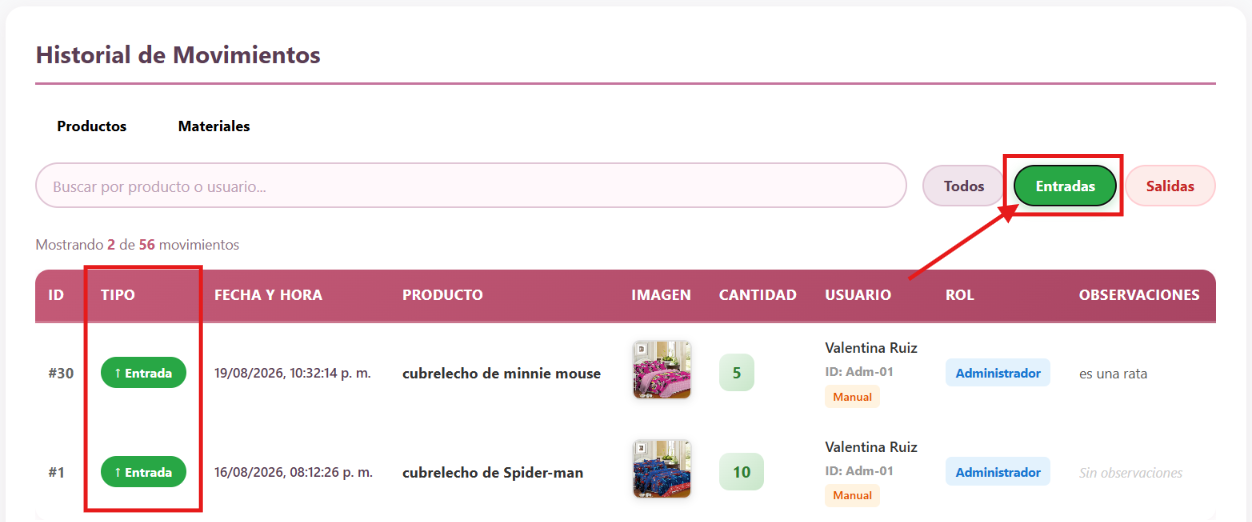 Historial de Movimientos
Productos Materiales
Buscar por producto o usuario... Todos Entradas Salidas
Mostrando 2 de 56 movimientos
ID TIPO FECHA Y HORA PRODUCTO IMAGEN CANTIDAD USUARIO ROL OBSERVACIONES
#30 ↑ Entrada 19/08/2026, 10:32:14 p. m. cubrelecho de minnie mouse 5 Valentina Ruiz
ID: Adm-01
Manual
Administrador es una rata
#1 ↑ Entrada 16/08/2026, 08:12:26 p. m. cubrelecho de Spider-man 10 Valentina Ruiz
ID: Adm-01
Manual
Administrador Sin observaciones